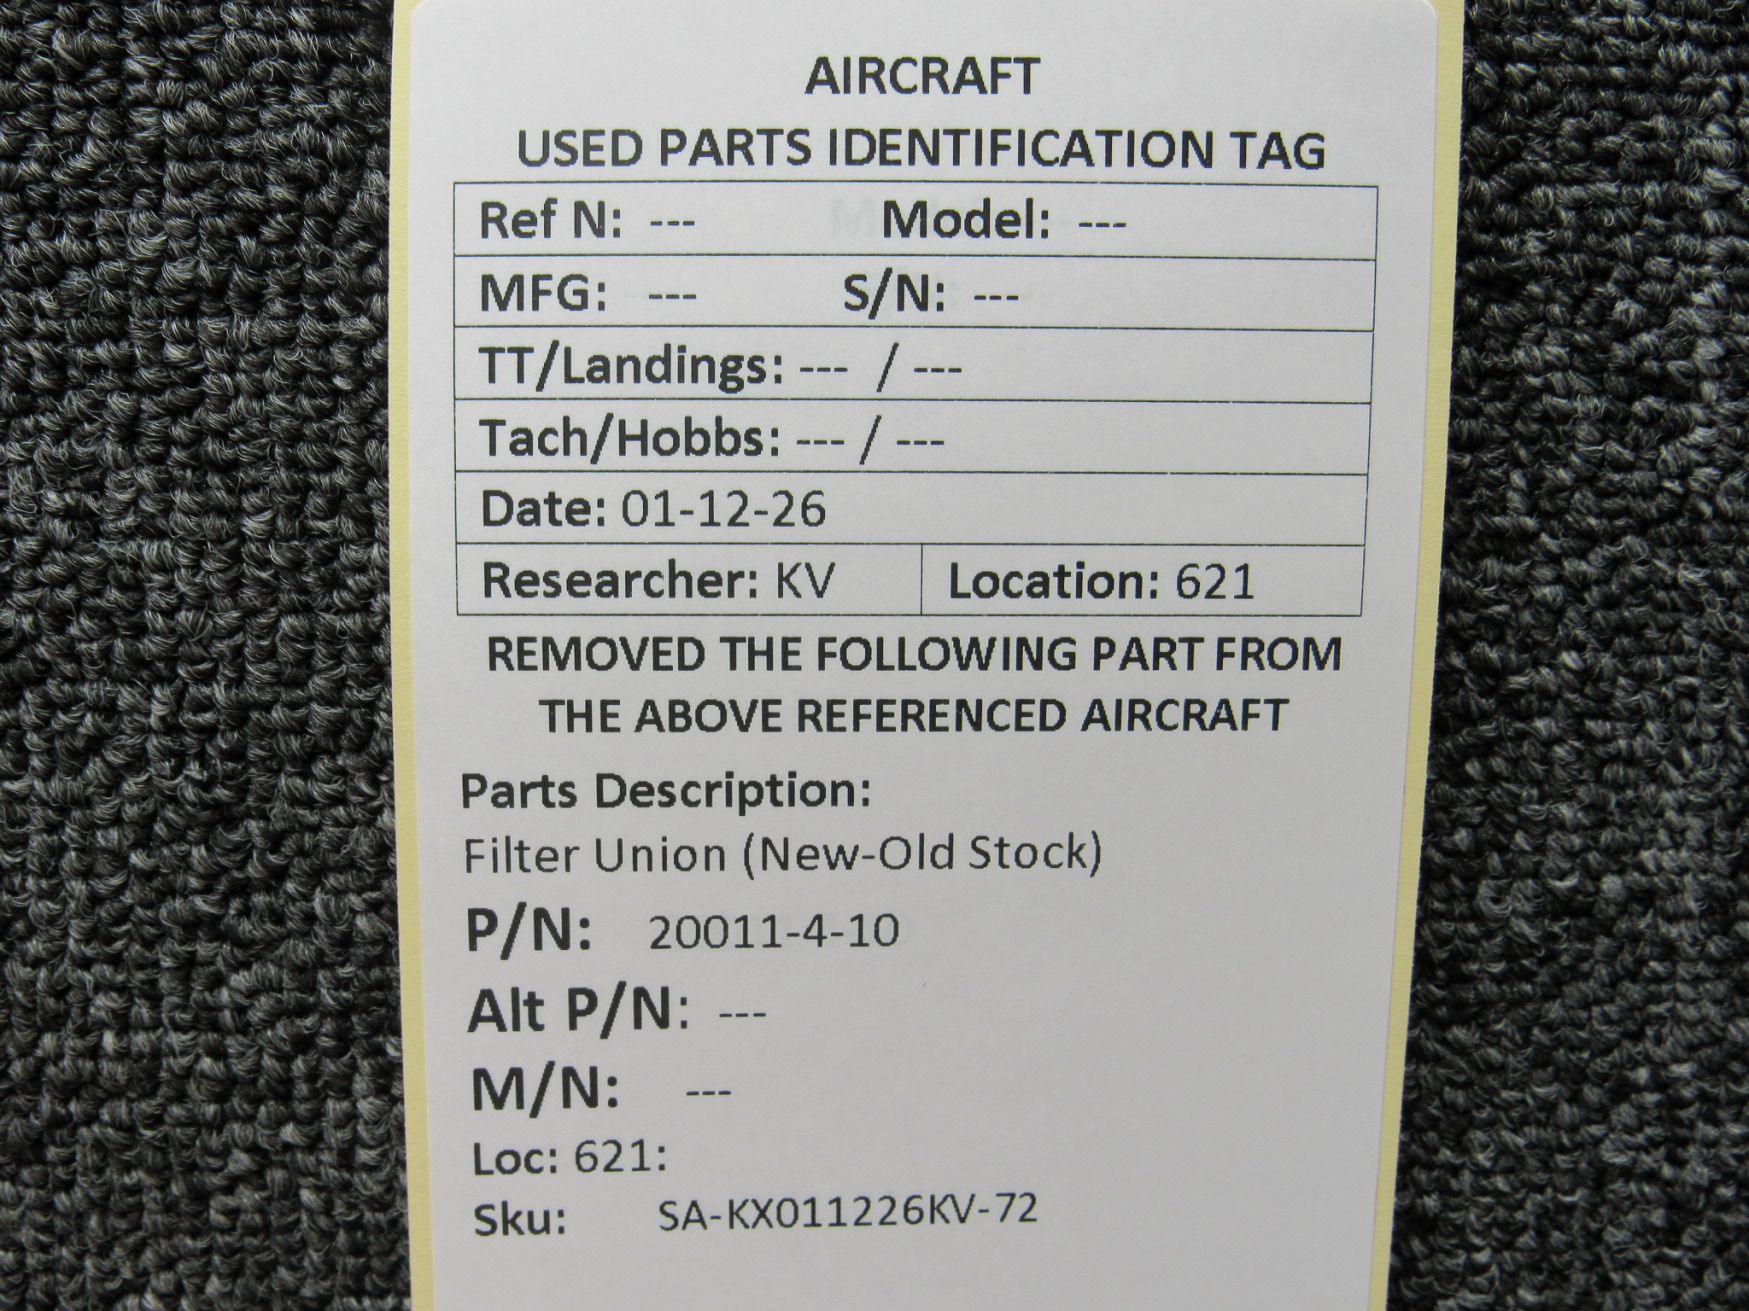 AIRCRAFT
USED PARTS IDENTIFICATION TAG
Ref N: --- Model: ---
MFG: --- S/N: ---
TT/Landings: --- / ---
Tach/Hobbs: --- / ---
Date: 01-12-26
Researcher: KV Location: 621
REMOVED THE FOLLOWING PART FROM
THE ABOVE REFERENCED AIRCRAFT
Parts Description:
Filter Union (New-Old Stock)
P/N: 20011-4-10
Alt P/N: ---
M/N: ---
Loc: 621:
Sku: SA-KX011226KV-72